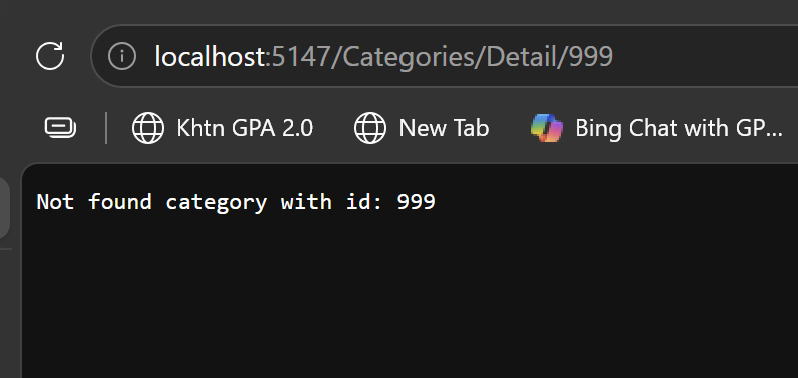 localhost:5147/Categories/Detail/999
Khtn GPA 2.0 New Tab Bing Chat with GP...
Not found category with id: 999